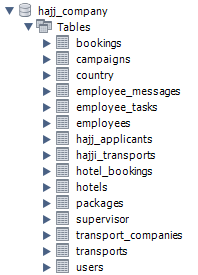 hajj_company
Tables
bookings
campaigns
country
employee_messages
employee_tasks
employees
hajj_applicants
hajji_transports
hotel_bookings
hotels
packages
supervisor
transport_companies
transports
users